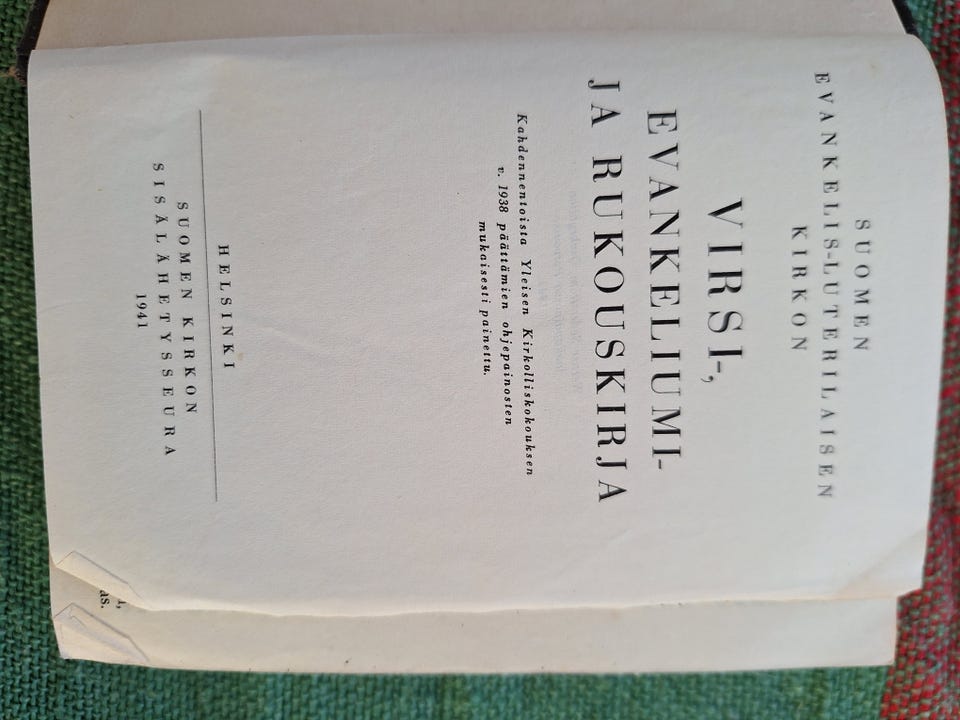 SUOMEN
EVANKELIS-LUTERILAISEN
KIRKON
VIRSI-,
EVANKELIUMI-
JA RUKOUSKIRJA
Kahdennentoista Yleisen Kirkolliskokouksen
v. 1938 päättämien ohjepainosten
mukaisesti painettu.
HELSINKI
SUOMEN KIRKON
SISÄLÄHETYSSEURA
1941
as.